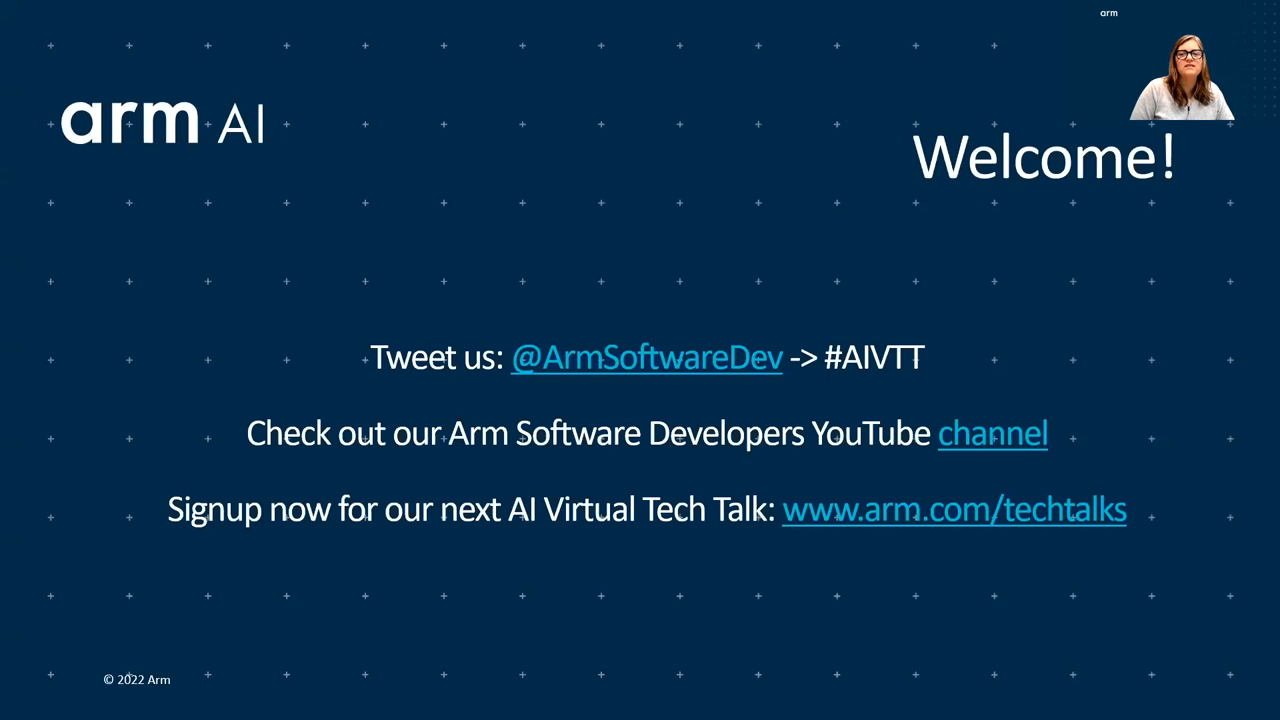 arm
arm AI
Welcome!
Tweet us: @ArmSoftwareDev -> #AIVTT
Check out our Arm Software Developers YouTube channel
Signup now for our next AI Virtual Tech Talk: www.arm.com/techtalks
© 2022 Arm